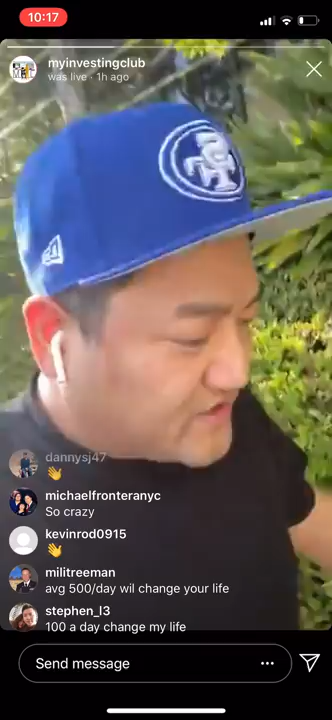 10:17
myinvestingclub
was live · 1h ago
dannysj47
👋
michaelfronteranyc
So crazy
kevinrod0915
👋
militreeman
avg 500/day wil change your life
stephen_l3
100 a day change my life
Send message